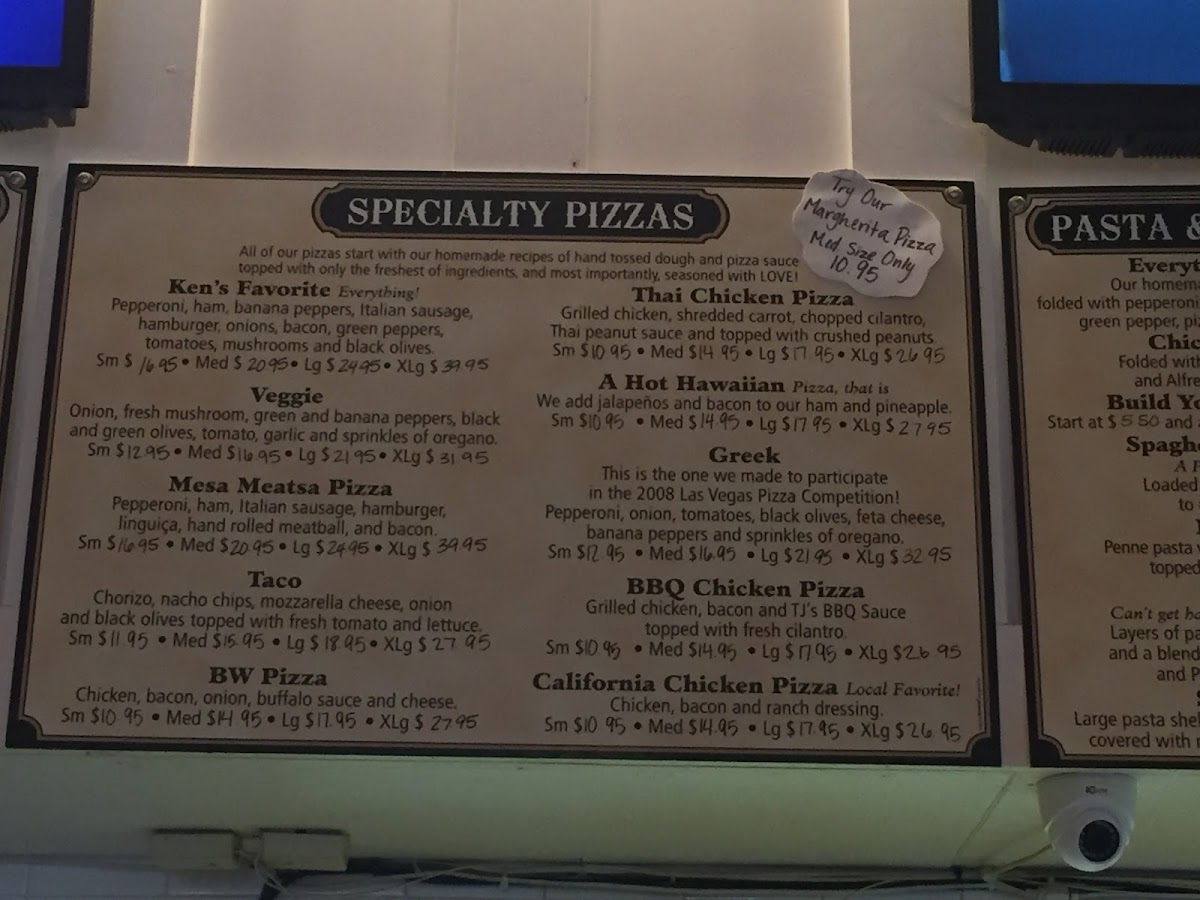 SPECIALTY PIZZAS
Try Our
Margherita Pizza
Med Size Only
10.95
All of our pizzas start with our homemade recipes of hand tossed dough and pizza sauce
topped with only the freshest of ingredients, and most importantly, seasoned with LOVE!
Ken's Favorite Everything!
Pepperoni, ham, banana peppers, Italian sausage,
hamburger, onions, bacon, green peppers,
tomatoes, mushrooms and black olives.
Sm $ 16.95 • Med $ 20.95 • Lg $ 24.95 • XLg $ 39.95
Veggie
Onion, fresh mushroom, green and banana peppers, black
and green olives, tomato, garlic and sprinkles of oregano.
Sm $12.95 • Med $16.95 • Lg $21.95 • XLg $31.95
Mesa Meatsa Pizza
Pepperoni, ham, Italian sausage, hamburger,
linguiça, hand rolled meatball, and bacon.
Sm $16.95 • Med $20.95 • Lg $24.95 • XLg $39.95
Taco
Chorizo, nacho chips, mozzarella cheese, onion
and black olives topped with fresh tomato and lettuce.
Sm $11.95 • Med $15.95 • Lg $18.95 • XLg $27.95
BW Pizza
Chicken, bacon, onion, buffalo sauce and cheese.
Sm $10.95 • Med $14.95 • Lg $17.95 • XLg $27.95
Thai Chicken Pizza
Grilled chicken, shredded carrot, chopped cilantro,
Thai peanut sauce and topped with crushed peanuts.
Sm $10.95 • Med $14.95 • Lg $17.95 • XLg $26.95
A Hot Hawaiian Pizza, that is
We add jalapeños and bacon to our ham and pineapple.
Sm $10.95 • Med $14.95 • Lg $17.95 • XLg $27.95
Greek
This is the one we made to participate
in the 2008 Las Vegas Pizza Competition!
Pepperoni, onion, tomatoes, black olives, feta cheese,
banana peppers and sprinkles of oregano.
Sm $12.95 • Med $16.95 • Lg $21.95 • XLg $32.95
BBQ Chicken Pizza
Grilled chicken, bacon and TJ's BBQ Sauce
topped with fresh cilantro.
Sm $10.95 • Med $14.95 • Lg $17.95 • XLg $26.95
California Chicken Pizza Local Favorite!
Chicken, bacon and ranch dressing.
Sm $10.95 • Med $14.95 • Lg $17.95 • XLg $26.95
PASTA &
Everyt
Our homem
folded with pepperoni
green pepper, pi
Chic
Folded with
and Alfre
Build Yo
Start at $5.50 and
Spagh
A F
Loaded
to
Penne pasta
topped
Can't get
Layers of pa
and a blend
and P
Large pasta shel
covered with